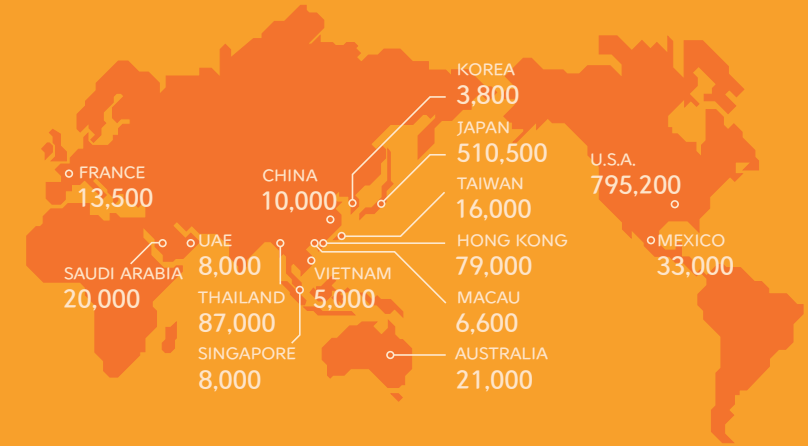 KOREA
3,800
JAPAN
510,500
U.S.A.
795,200
FRANCE
13,500
CHINA
10,000
TAIWAN
16,000
UAE
8,000
HONG KONG
79,000
MEXICO
33,000
SAUDI ARABIA
20,000
VIETNAM
5,000
THAILAND
87,000
MACAU
6,600
SINGAPORE
8,000
AUSTRALIA
21,000